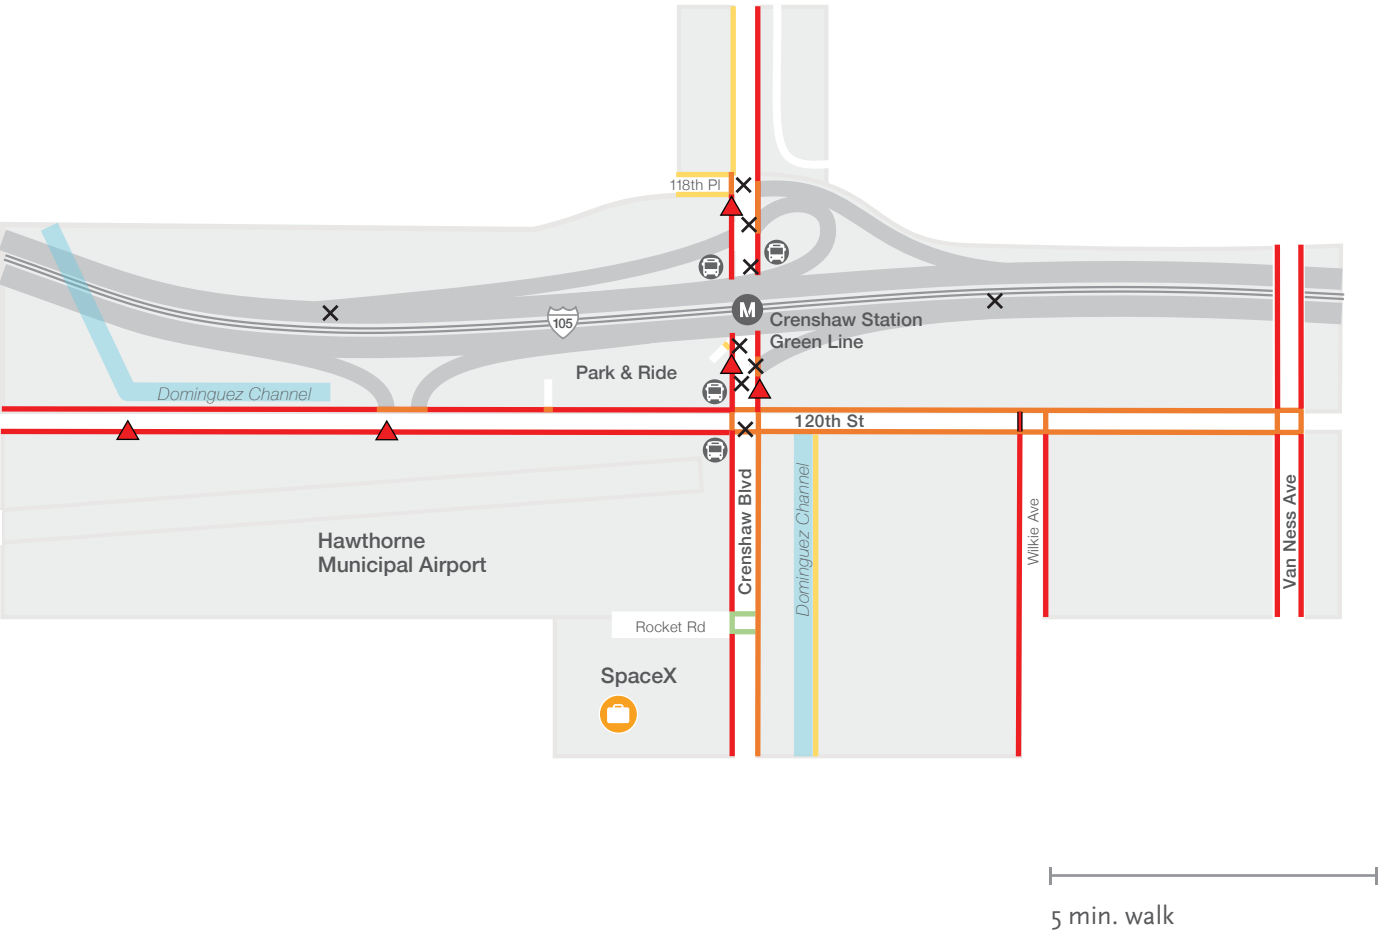 118th Pl
M
105
Crenshaw Station
Green Line
Park & Ride
Dominguez Channel
120th St
Crenshaw Blvd
Dominguez Channel
Wilkie Ave
Van Ness Ave
Hawthorne
Municipal Airport
Rocket Rd
SpaceX
5 min. walk